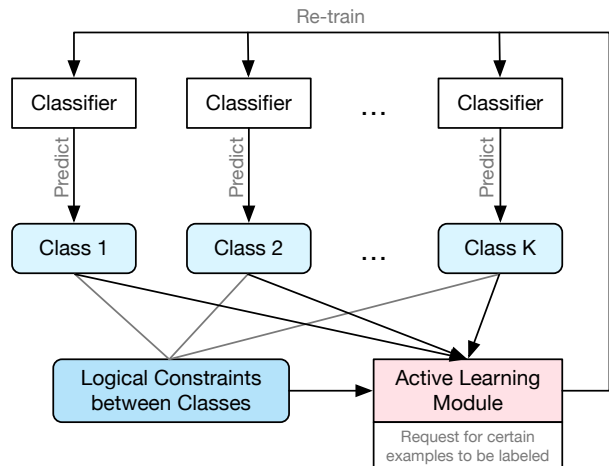 Re-train
Classifier
Classifier
...
Classifier
Predict
Predict
Predict
Class 1
Class 2
...
Class K
Logical Constraints
between Classes
Active Learning
Module
Request for certain
examples to be labeled